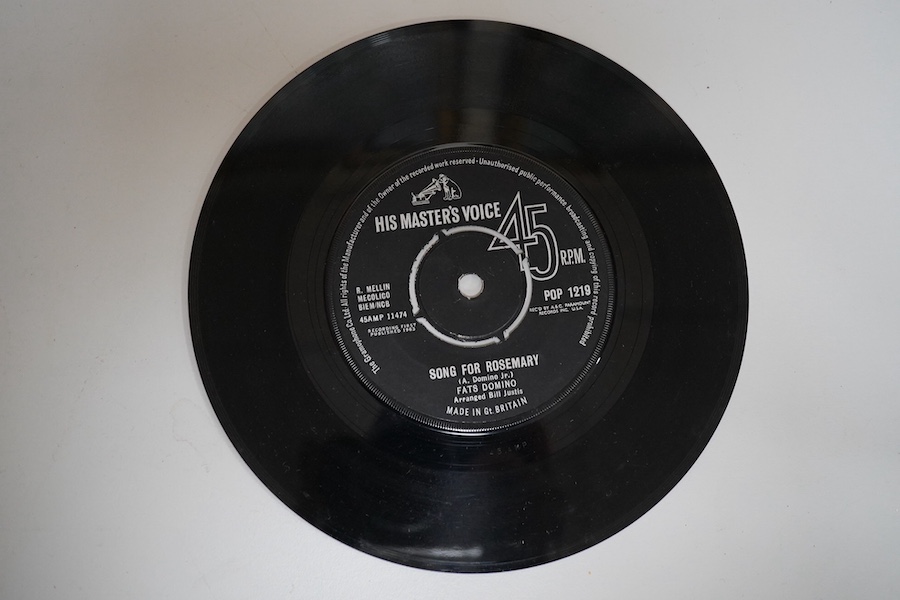 The Gramophone Co. Ltd. All rights of the Manufacturer and of the Owner of the recorded work reserved · Unauthorised public performance broadcasting and copying of this record prohibited
HIS MASTER'S VOICE
45
R.P.M.
R. MELLIN
MECOLICO
BIEM/NCB
45AMP 11474
RECORDING FIRST
PUBLISHED 1963
POP 1219
REC'D BY A.B.C. PARAMOUNT
RECORDS INC., U.S.A.
SONG FOR ROSEMARY
(A. Domino Jr.)
FATS DOMINO
Arranged Bill Justis
MADE IN Gt. BRITAIN